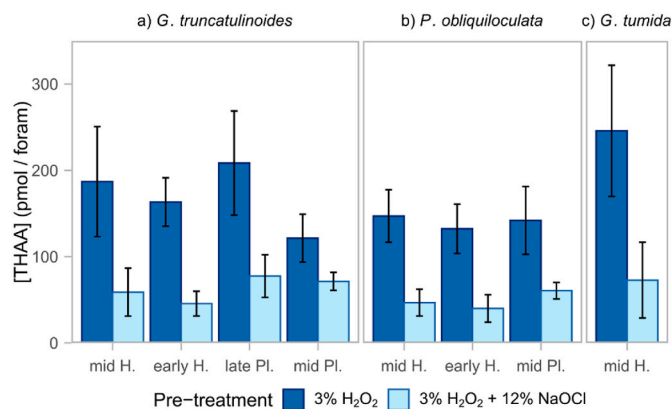 a) G. truncatulinoides b) P. obliquiloculata c) G. tumida
[THAA] (pmol / foram)
300
200
100
0
mid H. early H. late Pl. mid Pl. mid H. early H. mid Pl. mid H.
Pre−treatment 3% H₂O₂ 3% H₂O₂ + 12% NaOCl